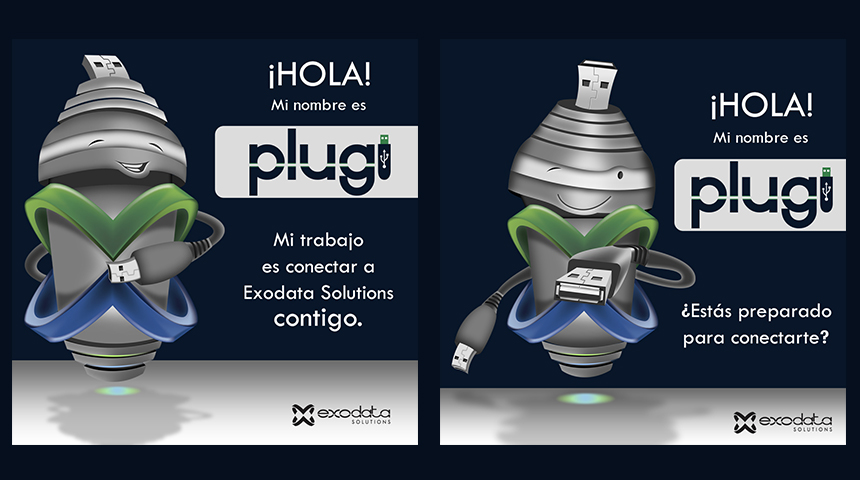 ¡HOLA!
Mi nombre es
plugi
Mi trabajo
es conectar a
Exodata Solutions
contigo.
exodata
SOLUTIONS
¡HOLA!
Mi nombre es
plugi
¿Estás preparado
para conectarte?
exodata
SOLUTIONS